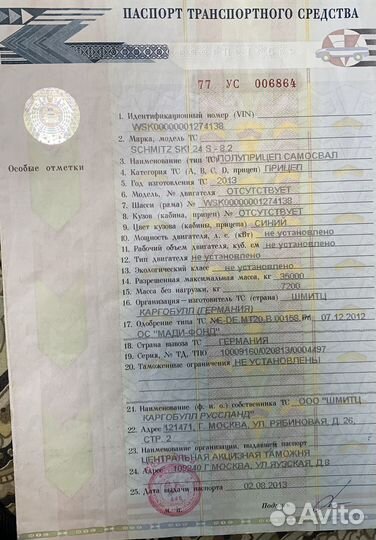 ПАСПОРТ ТРАНСПОРТНОГО СРЕДСТВА
77 УС 006864
1. Идентификационный номер (VIN)
WSK00000001274138
2. Марка, модель ТС
SCHMITZ SKI 24 S - 8.2
Особые отметки
3. Наименование (тип ТС) ПОЛУПРИЦЕП САМОСВАЛ
4. Категория ТС (A, B, C, D, прицеп) ПРИЦЕП
5. Год изготовления ТС 2013
6. Модель, № двигателя ОТСУТСТВУЕТ
7. Шасси (рама) № WSK00000001274138
8. Кузов (кабина, прицеп) № ОТСУТСТВУЕТ
9. Цвет кузова (кабины, прицепа) СИНИЙ
10. Мощность двигателя, л. с. (кВт) не установлено
11. Рабочий объем двигателя, куб. см не установлено
12. Тип двигателя не установлено
13. Экологический класс не установлено
14. Разрешенная максимальная масса, кг 35000
15. Масса без нагрузки, кг 7200
16. Организация – изготовитель ТС (страна) ШМИТЦ
КАРГОБУЛЛ (ГЕРМАНИЯ)
17. Одобрение типа ТС № E-DE.MT20.B.00158 от 07.12.2012
ОС "МАДИ-ФОНД"
18. Страна вывоза ТС ГЕРМАНИЯ
19. Серия, № ТД, ТПО 10009160/020813/0004497
20. Таможенные ограничения НЕ УСТАНОВЛЕНЫ
21. Наименование (ф. и. о.) собственника ТС ООО "ШМИТЦ
КАРГОБУЛЛ РУССЛАНД"
22. Адрес 121471, Г. МОСКВА, УЛ. РЯБИНОВАЯ, Д. 26,
СТР. 2
23. Наименование организации, выдавшей паспорт
ЦЕНТРАЛЬНАЯ АКЦИЗНАЯ ТАМОЖНЯ
24. Адрес 109240 Г МОСКВА, УЛ. ЯУЗСКАЯ, Д.8
25. Дата выдачи паспорта 02.08.2013
М. П.
Avito